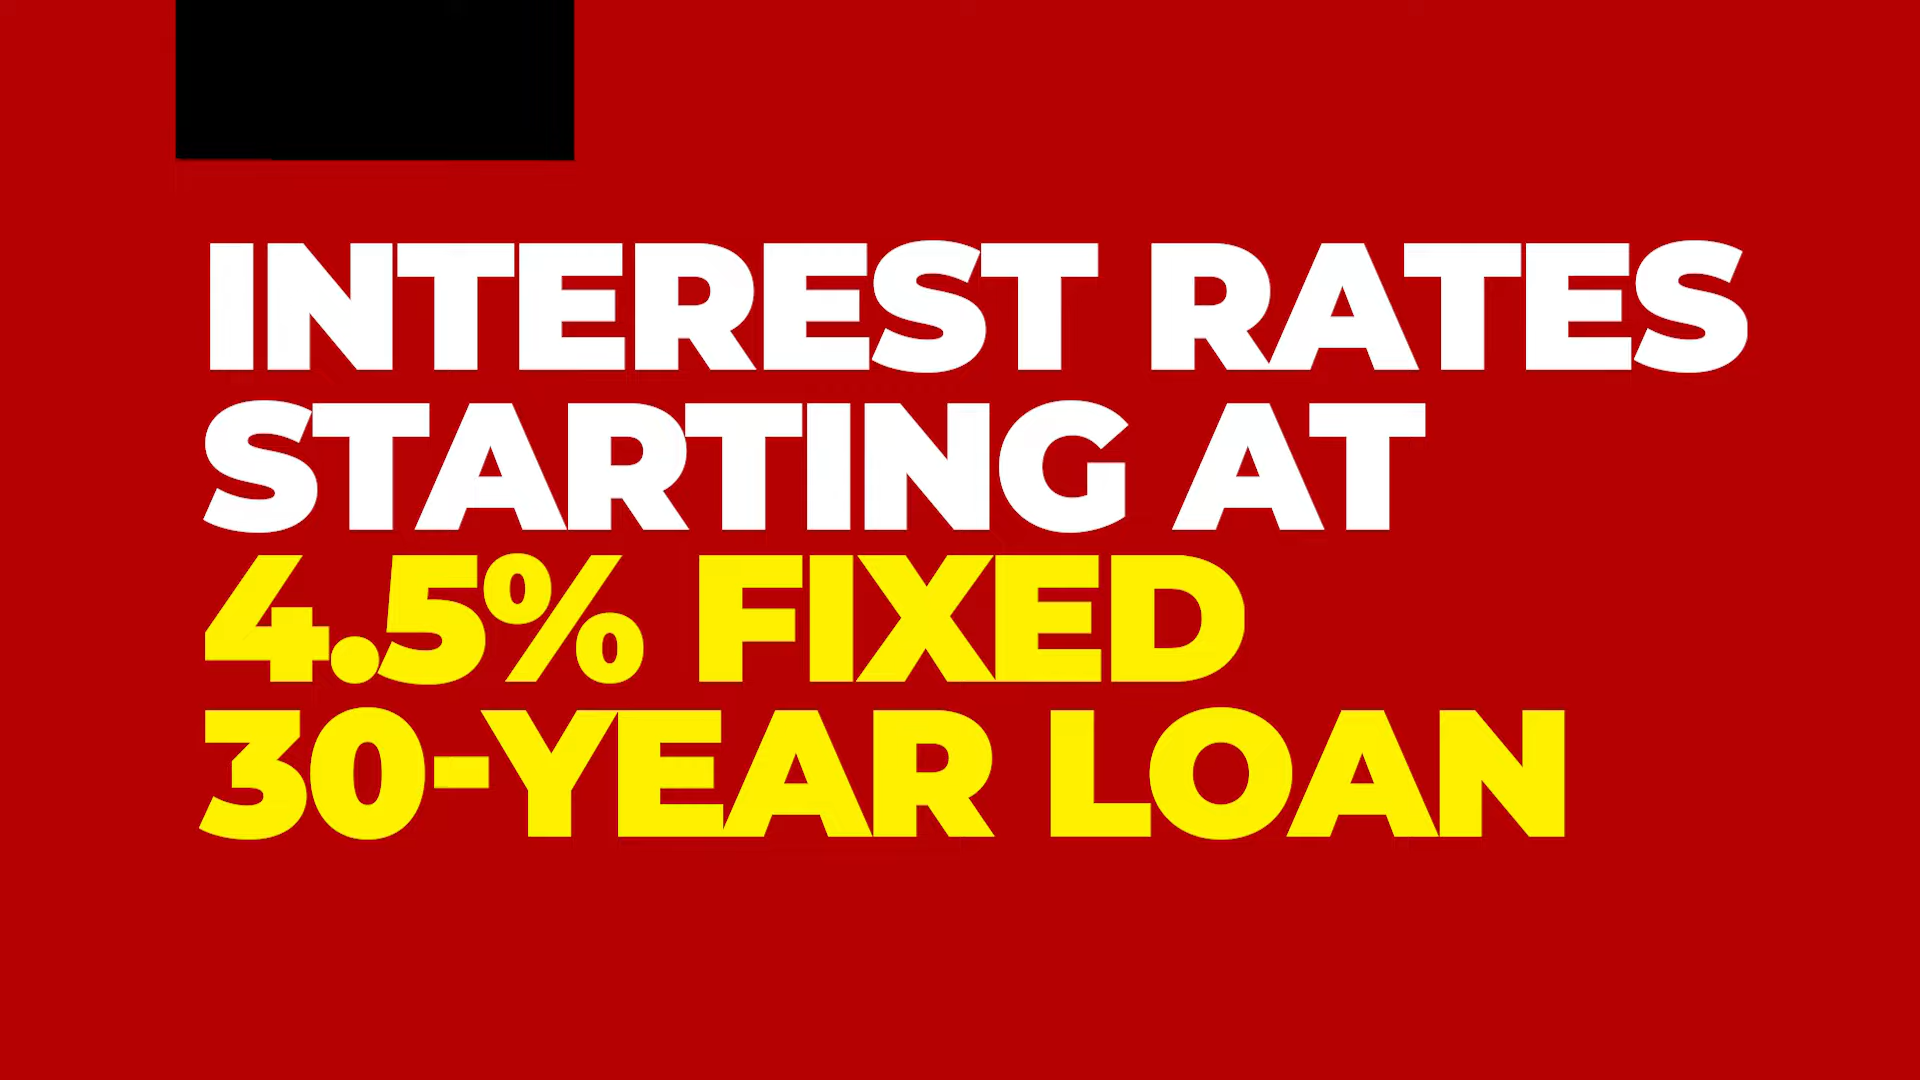 INTEREST RATES
STARTING AT
4.5% FIXED
30-YEAR LOAN